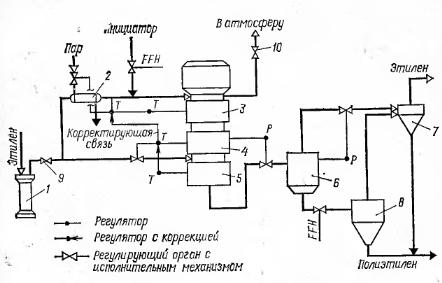 В атмосферу
Инициатор
Пар
FFH
10
2
Т
Т
3
Корректирующая
связь
Т
4
Р
Т
5
Этилен
9
1
Этилен
7
Р
6
8
FFH
Полиэтилен
Регулятор
Регулятор с коррекцией
Регулирующий орган с
исполнительным механизмом